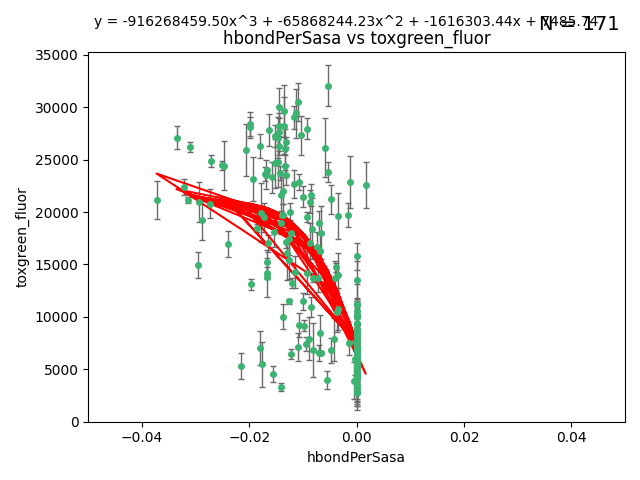 y = -916268459.50x^3 + -65868244.23x^2 + -1616303.44x + 7485.74
N = 171
hbondPerSasa vs toxgreen_fluor
35000
30000
25000
20000
15000
10000
5000
0
toxgreen_fluor
−0.04
−0.02
0.00
0.02
0.04
hbondPerSasa